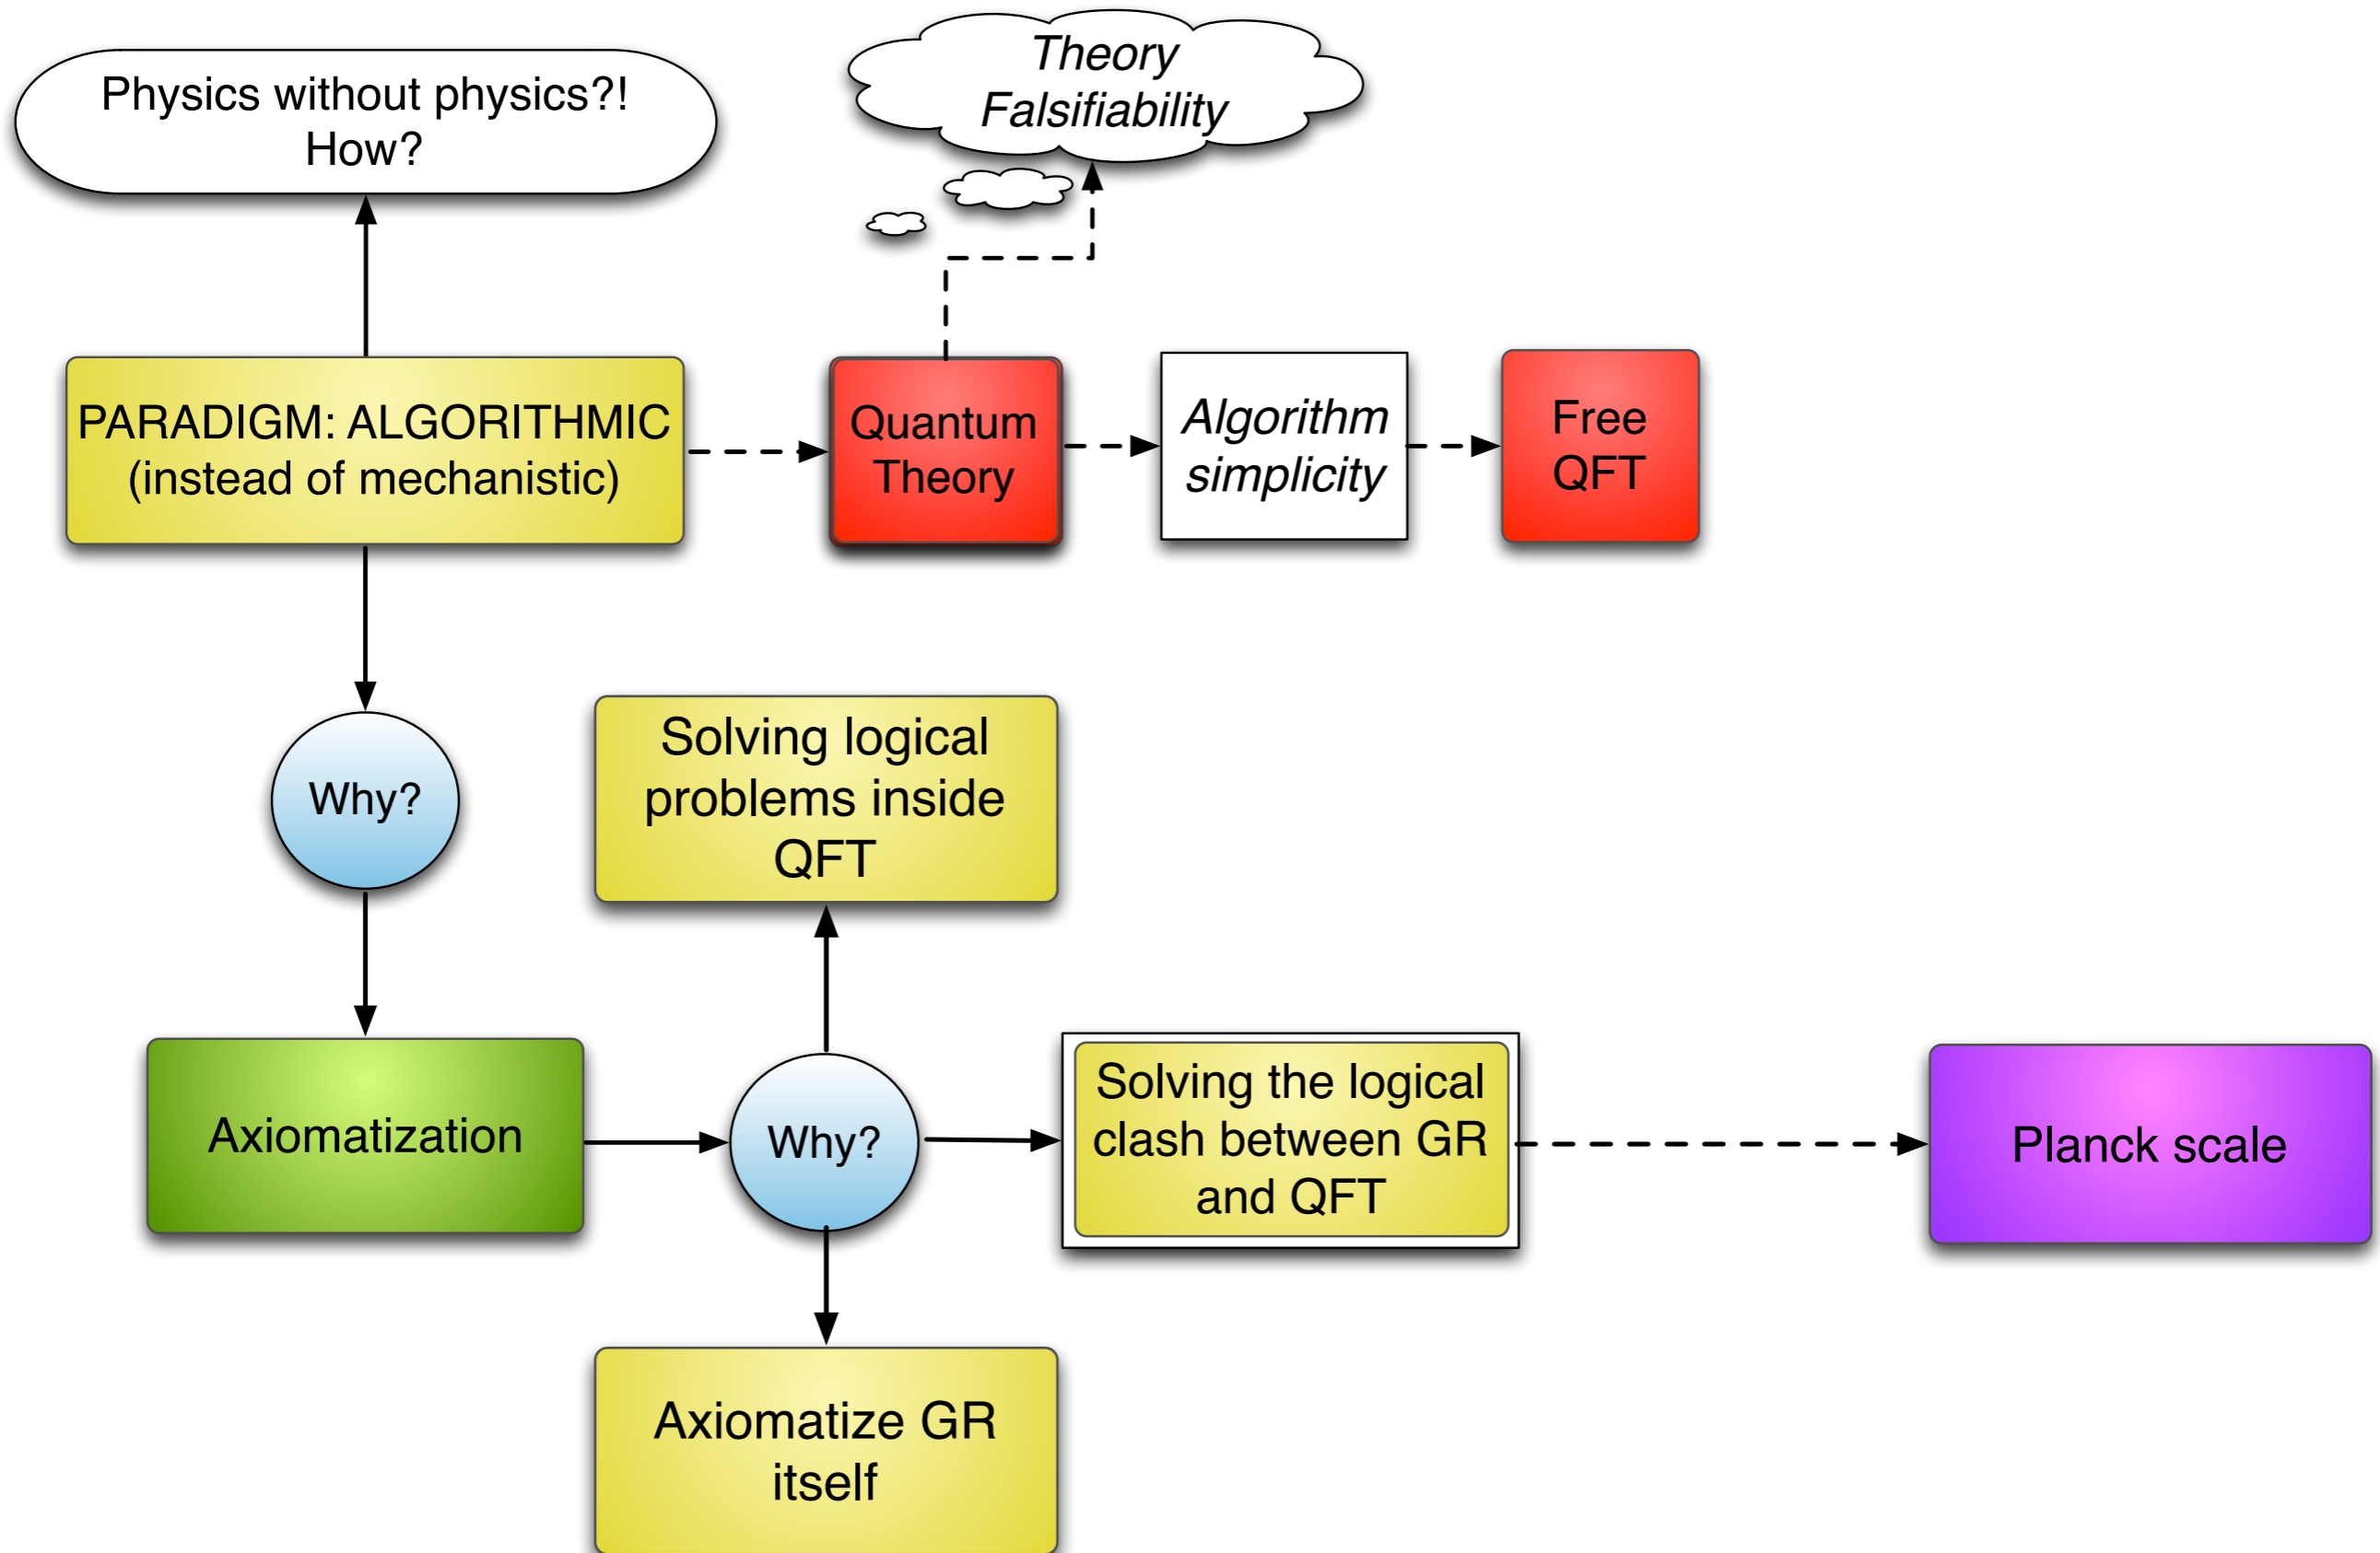 Physics without physics?!
How?
Theory
Falsifiability
PARADIGM: ALGORITHMIC
(instead of mechanistic)
Quantum
Theory
Algorithm
simplicity
Free
QFT
Why?
Solving logical
problems inside
QFT
Axiomatization
Why?
Solving the logical
clash between GR
and QFT
Planck scale
Axiomatize GR
itself